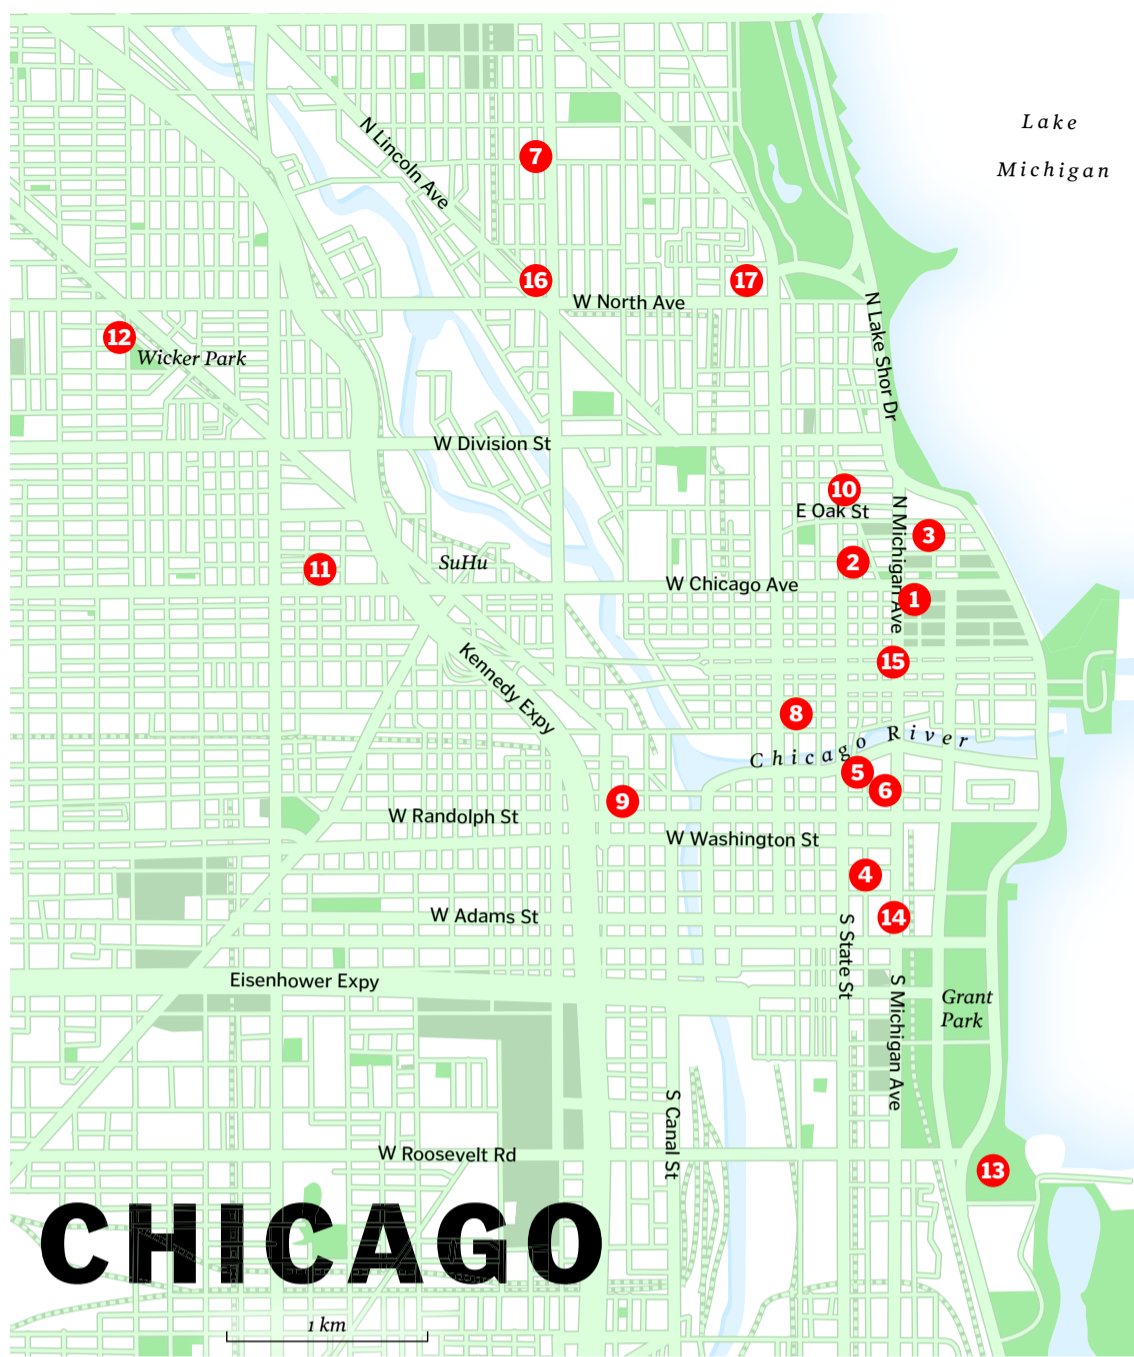 Lake
Michigan
N Lincoln Ave
7
16
17
W North Ave
N Lake Shor Dr
12
Wicker Park
W Division St
10
E Oak St
N Michigan Ave
3
2
SuHu
11
W Chicago Ave
1
15
Kennedy Expy
8
Chicago River
5
6
9
W Randolph St
W Washington St
4
W Adams St
14
S State St
Eisenhower Expy
S Michigan Ave
Grant
Park
S Canal St
W Roosevelt Rd
13
CHICAGO
1 km